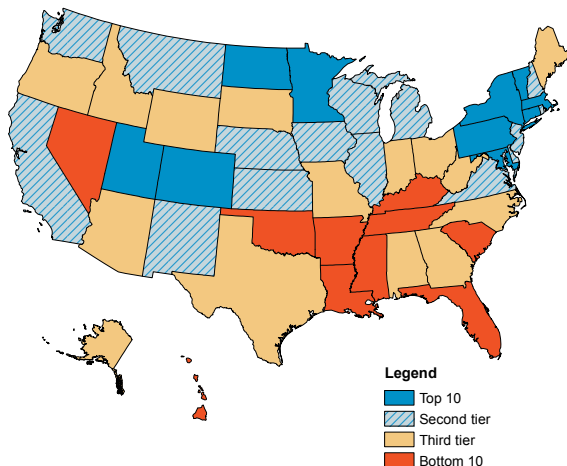 Legend
Top 10
Second tier
Third tier
Bottom 10